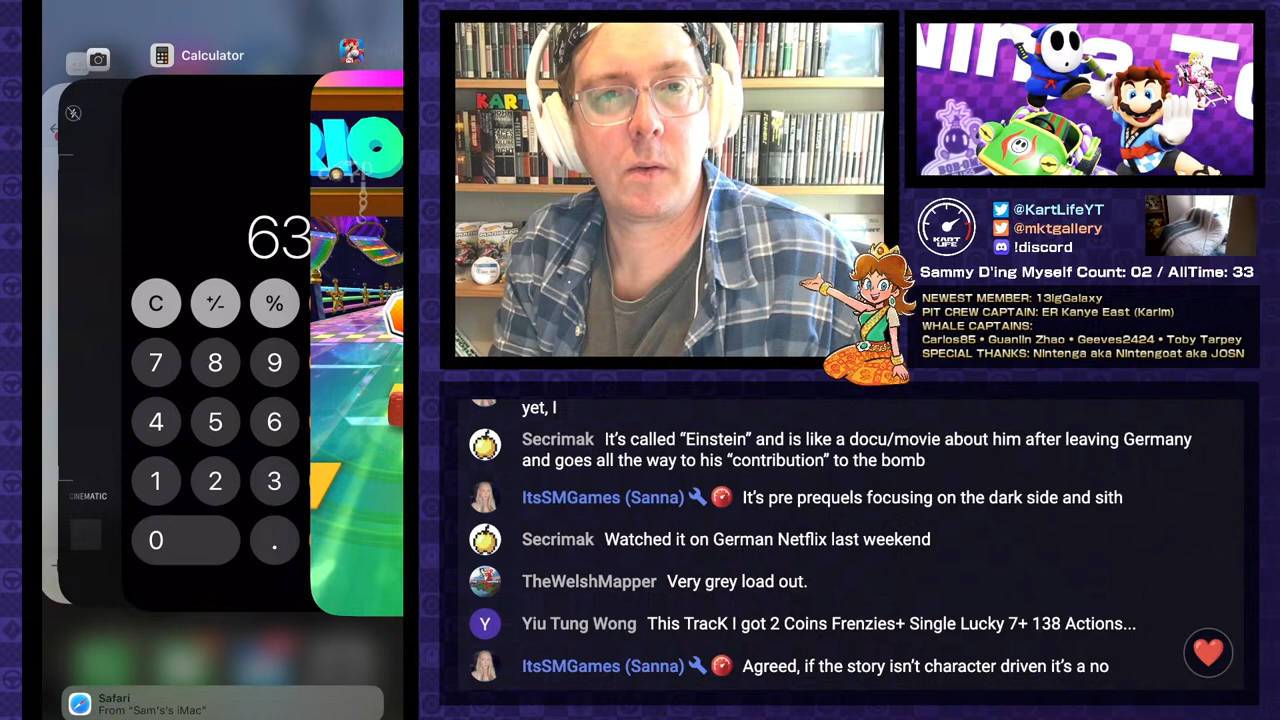 Calculator
63
C
+/-
%
7
8
9
4
5
6
1
2
3
0
.
CINEMATIC
Safari
From “Sam's's iMac”
KART
KART
LIFE
@KartLifeYT
@mktgallery
!discord
Sammy D'ing Myself Count: 02 / AllTime: 33
NEWEST MEMBER: 13lgGalaxy
PIT CREW CAPTAIN: ER Kanye East (Karim)
WHALE CAPTAINS:
Carlos85 • Guanlin Zhao • Geeves2424 • Toby Tarpey
SPECIAL THANKS: Nintenga aka Nintengoat aka JOSN
yet, I
Secrimak It’s called “Einstein” and is like a docu/movie about him after leaving Germany
and goes all the way to his “contribution” to the bomb
ItsSMGames (Sanna) It’s pre prequels focusing on the dark side and sith
Secrimak Watched it on German Netflix last weekend
TheWelshMapper Very grey load out.
Y
Yiu Tung Wong This TracK I got 2 Coins Frenzies+ Single Lucky 7+ 138 Actions...
ItsSMGames (Sanna) Agreed, if the story isn’t character driven it’s a no